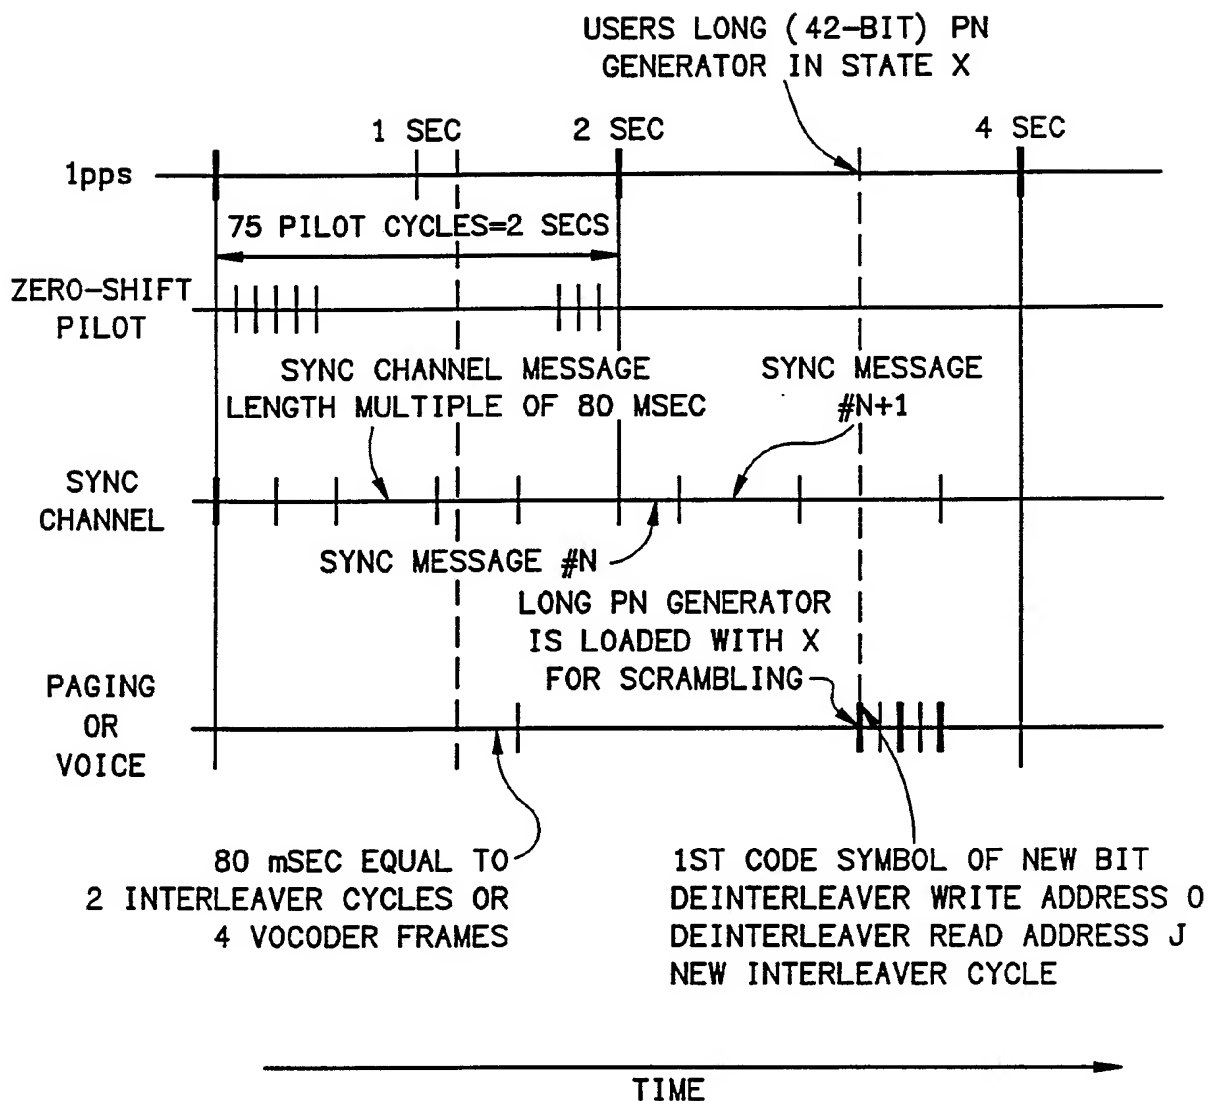 USERS LONG (42-BIT) PN
GENERATOR IN STATE X
1 SEC
2 SEC
4 SEC
1pps
75 PILOT CYCLES=2 SECS
ZERO-SHIFT
PILOT
SYNC CHANNEL MESSAGE
LENGTH MULTIPLE OF 80 MSEC
SYNC MESSAGE
#N+1
SYNC
CHANNEL
SYNC MESSAGE #N
LONG PN GENERATOR
IS LOADED WITH X
FOR SCRAMBLING
PAGING
OR
VOICE
80 mSEC EQUAL TO
2 INTERLEAVER CYCLES OR
4 VOCODER FRAMES
1ST CODE SYMBOL OF NEW BIT
DEINTERLEAVER WRITE ADDRESS 0
DEINTERLEAVER READ ADDRESS J
NEW INTERLEAVER CYCLE
TIME